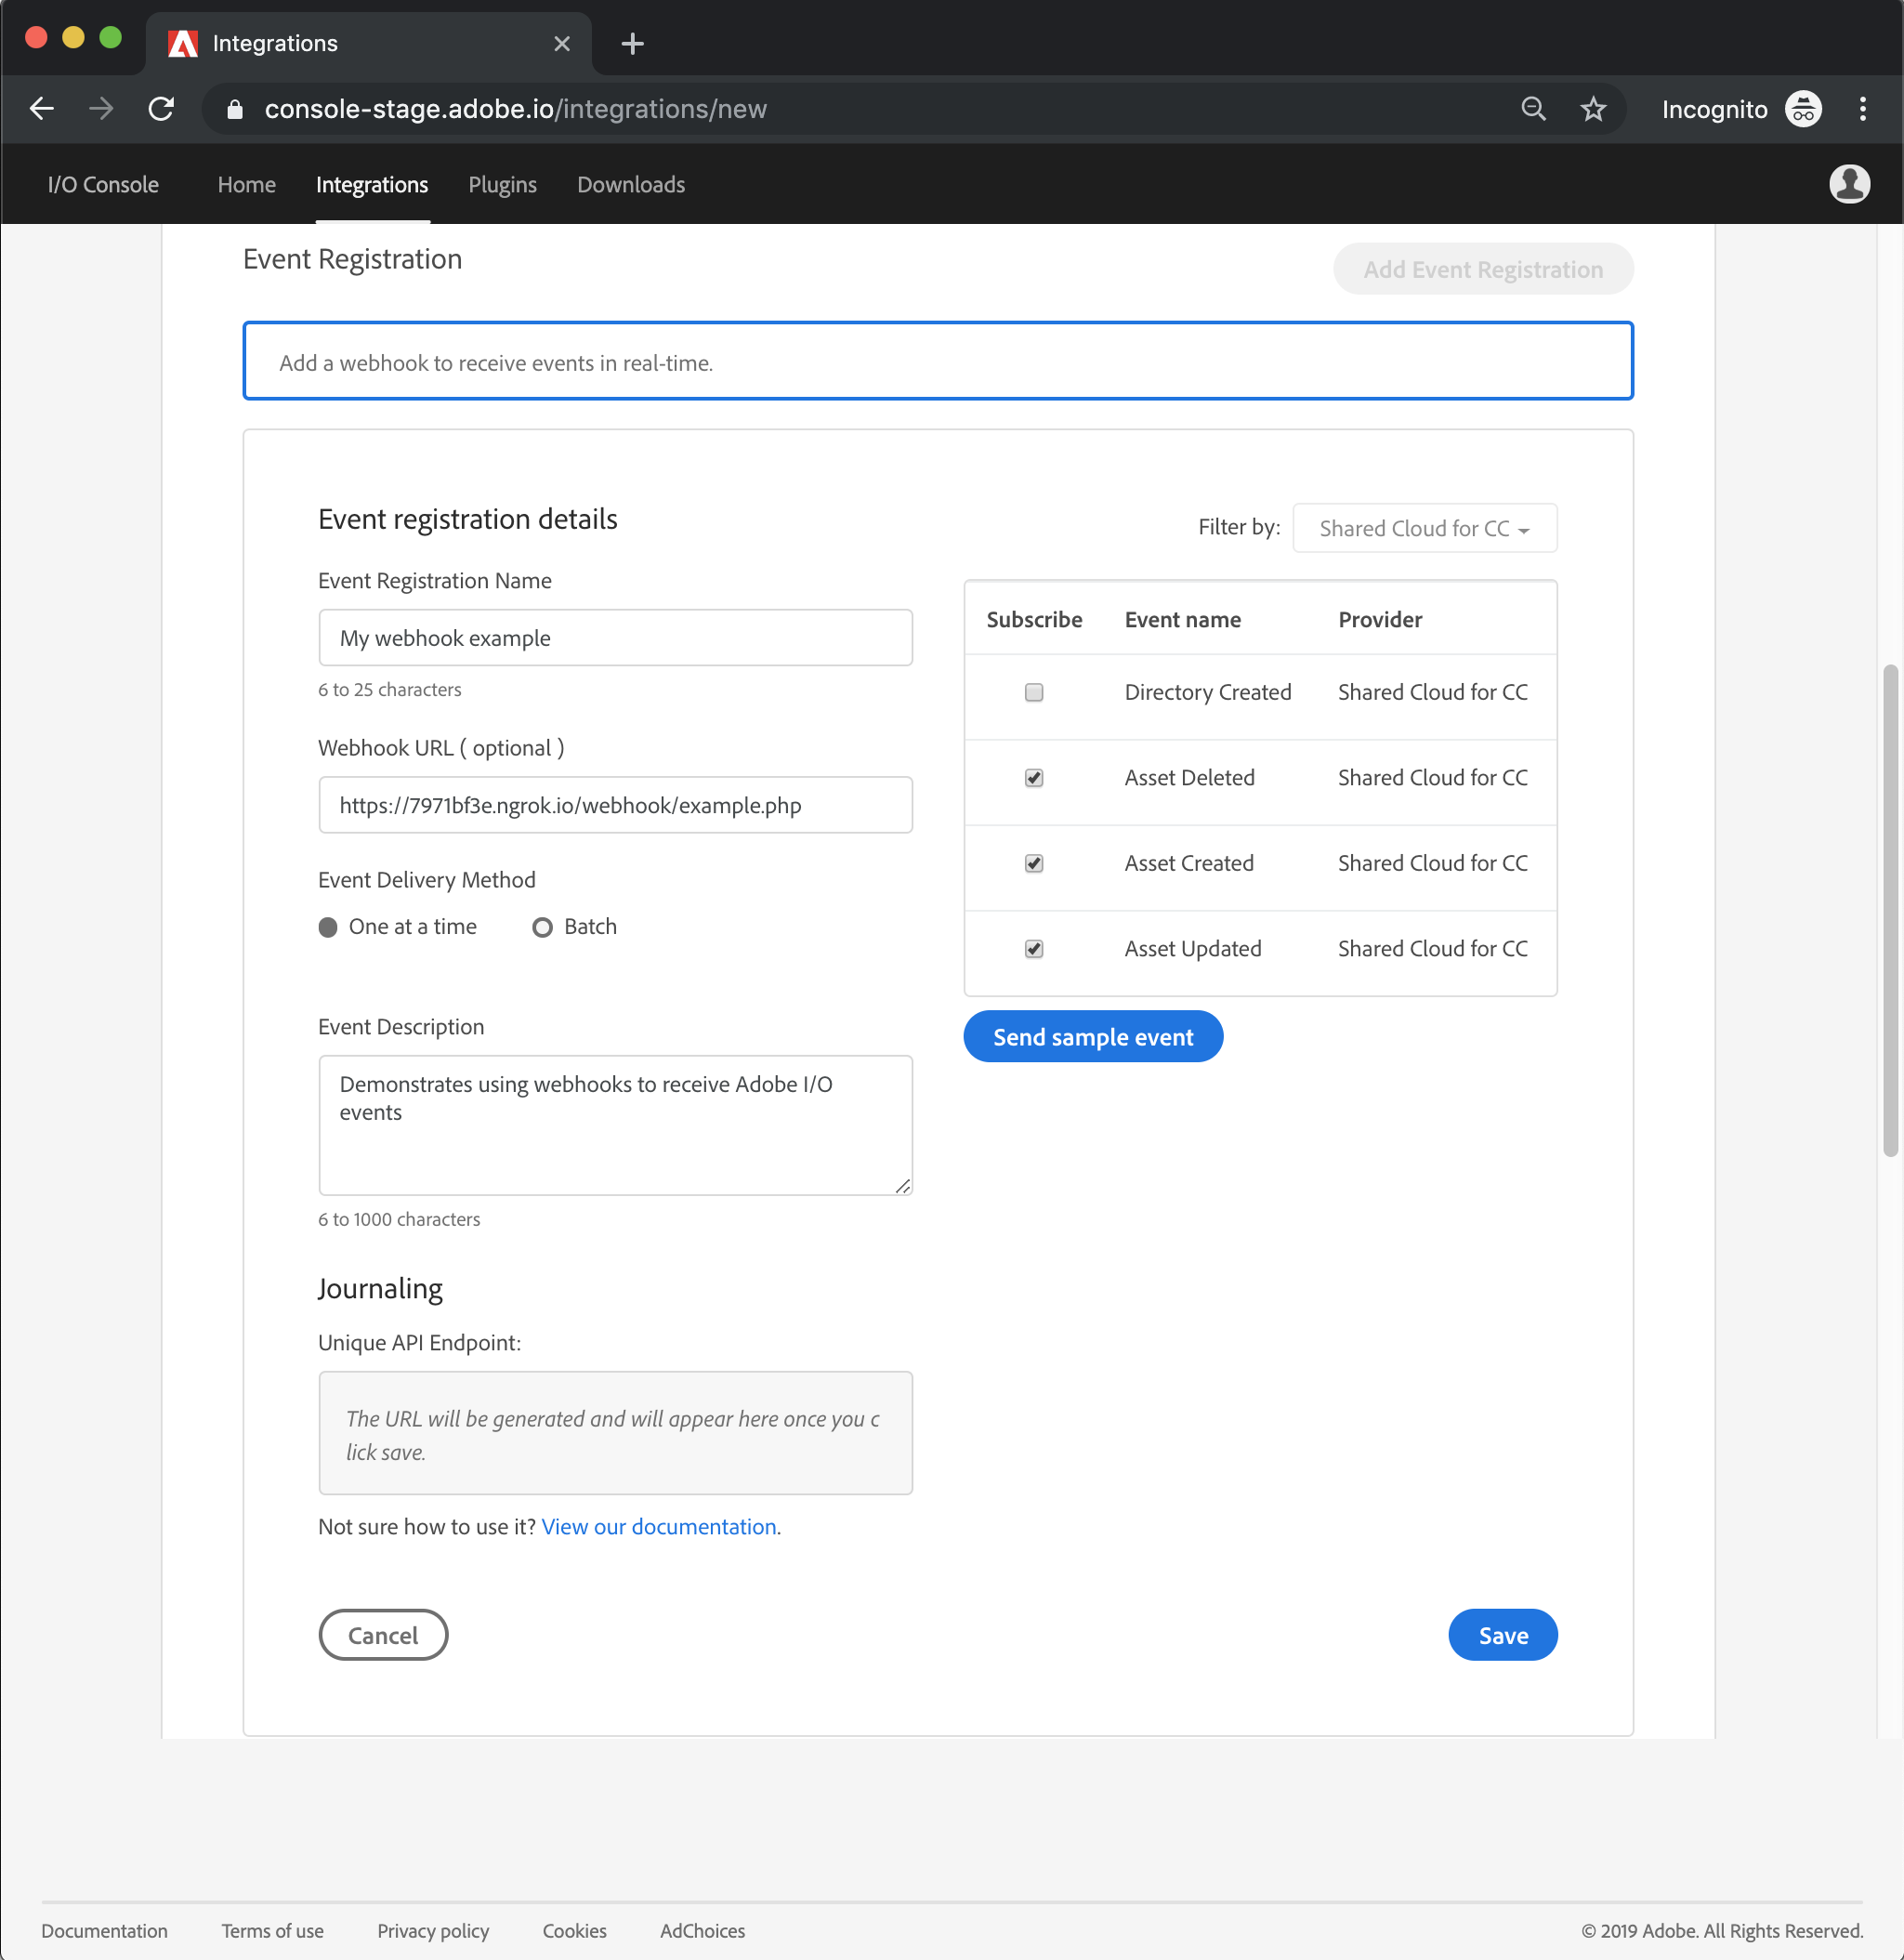 Integrations
console-stage.adobe.io/integrations/new
Incognito
I/O Console Home Integrations Plugins Downloads
Event Registration
Add Event Registration
Add a webhook to receive events in real-time.
Event registration details
Filter by: Shared Cloud for CC
Event Registration Name
My webhook example
6 to 25 characters
Webhook URL ( optional )
https://7971bf3e.ngrok.io/webhook/example.php
Event Delivery Method
One at a time Batch
Event Description
Demonstrates using webhooks to receive Adobe I/O
events
6 to 1000 characters
Subscribe Event name Provider
Directory Created Shared Cloud for CC
Asset Deleted Shared Cloud for CC
Asset Created Shared Cloud for CC
Asset Updated Shared Cloud for CC
Send sample event
Journaling
Unique API Endpoint:
The URL will be generated and will appear here once you c
lick save.
Not sure how to use it? View our documentation.
Cancel
Save
Documentation Terms of use Privacy policy Cookies AdChoices
© 2019 Adobe. All Rights Reserved.